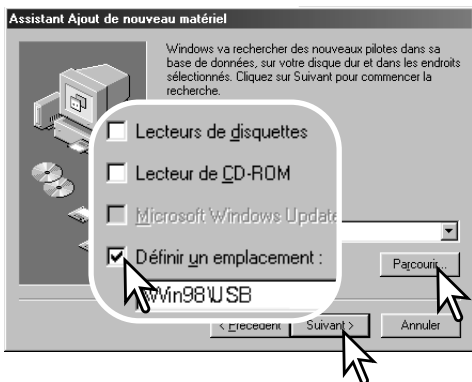 Assistant Ajout de nouveau matériel
Windows va rechercher des nouveaux pilotes dans sa
base de données, sur votre disque dur et dans les endroits
sélectionnés. Cliquez sur Suivant pour commencer la
recherche.
Lecteurs de disquettes
Lecteur de CD-ROM
Microsoft Windows Update
Définir un emplacement :
\Win98\USB
Parcourir...
< Précédent
Suivant >
Annuler